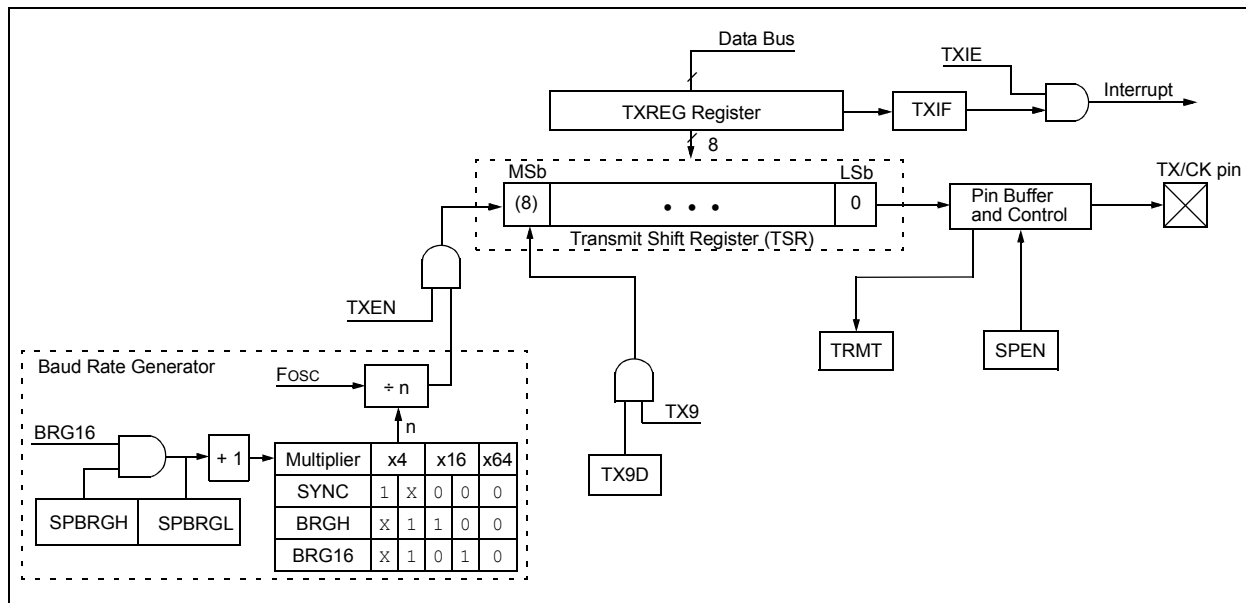 Data Bus
TXIE
Interrupt
TXREG Register
TXIF
8
MSb
LSb
TX/CK pin
(8)
• • •
0
Pin Buffer
and Control
Transmit Shift Register (TSR)
TXEN
TRMT
SPEN
Baud Rate Generator
FOSC
÷ n
TX9
n
BRG16
+ 1
Multiplier x4 x16 x64
TX9D
SYNC 1 X 0 0 0
SPBRGH SPBRGL
BRGH X 1 1 0 0
BRG16 X 1 0 1 0